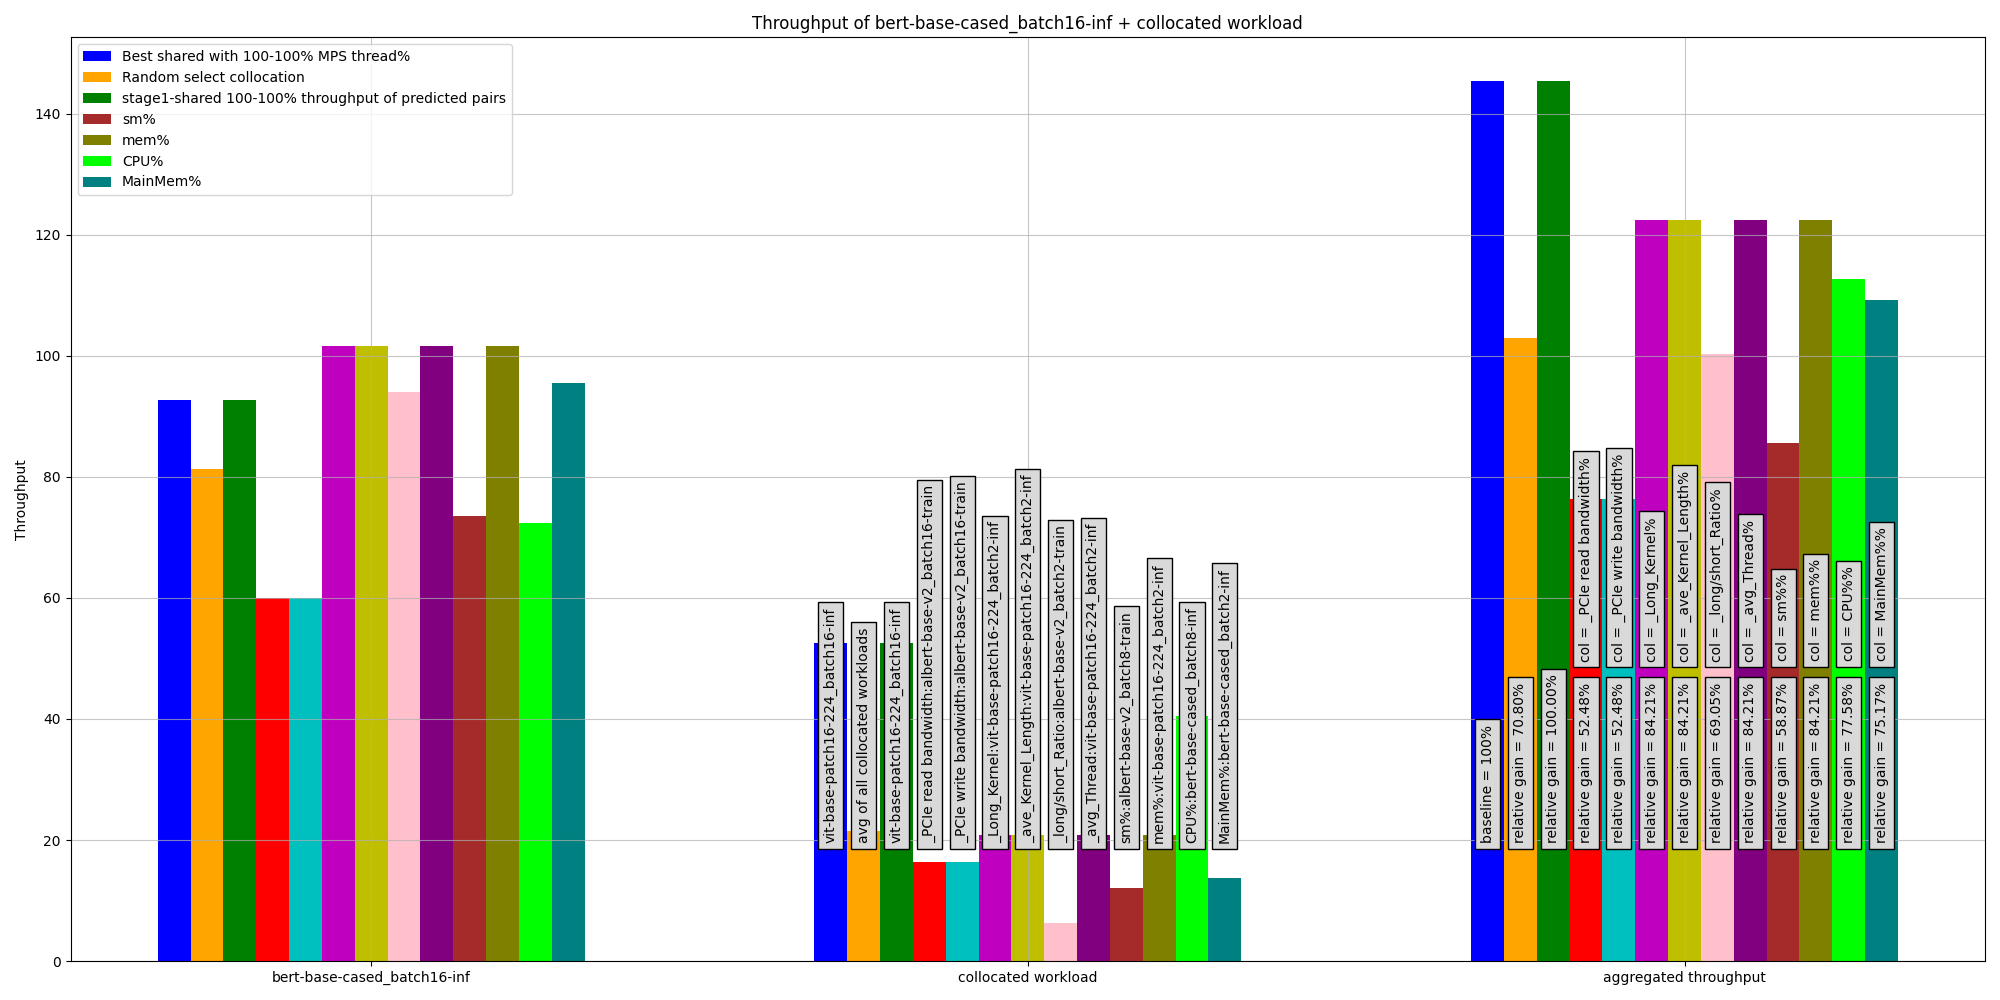 Throughput of bert-base-cased_batch16-inf + collocated workload
Best shared with 100-100% MPS thread%
Random select collocation
stage1-shared 100-100% throughput of predicted pairs
sm%
mem%
CPU%
MainMem%
Throughput
140
120
100
80
60
40
20
0
vit-base-patch16-224_batch16-inf
avg of all collocated workloads
vit-base-patch16-224_batch16-inf
_PCIe read bandwidth:albert-base-v2_batch16-train
_PCIe write bandwidth:albert-base-v2_batch16-train
_Long_Kernel:vit-base-patch16-224_batch2-inf
_ave_Kernel_Length:vit-base-patch16-224_batch2-inf
_long/short_Ratio:albert-base-v2_batch2-train
_avg_Thread:vit-base-patch16-224_batch2-inf
sm%:albert-base-v2_batch8-train
mem%:vit-base-patch16-224_batch2-inf
CPU%:bert-base-cased_batch8-inf
MainMem%:bert-base-cased_batch2-inf
col = _PCIe read bandwidth%
col = _PCIe write bandwidth%
col = _Long_Kernel%
col = _ave_Kernel_Length%
col = _long/short_Ratio%
col = _avg_Thread%
col = sm%%
col = mem%%
col = CPU%%
col = MainMem%%
baseline = 100%
relative gain = 70.80%
relative gain = 100.00%
relative gain = 52.48%
relative gain = 52.48%
relative gain = 84.21%
relative gain = 84.21%
relative gain = 69.05%
relative gain = 84.21%
relative gain = 58.87%
relative gain = 84.21%
relative gain = 77.58%
relative gain = 75.17%
bert-base-cased_batch16-inf
collocated workload
aggregated throughput